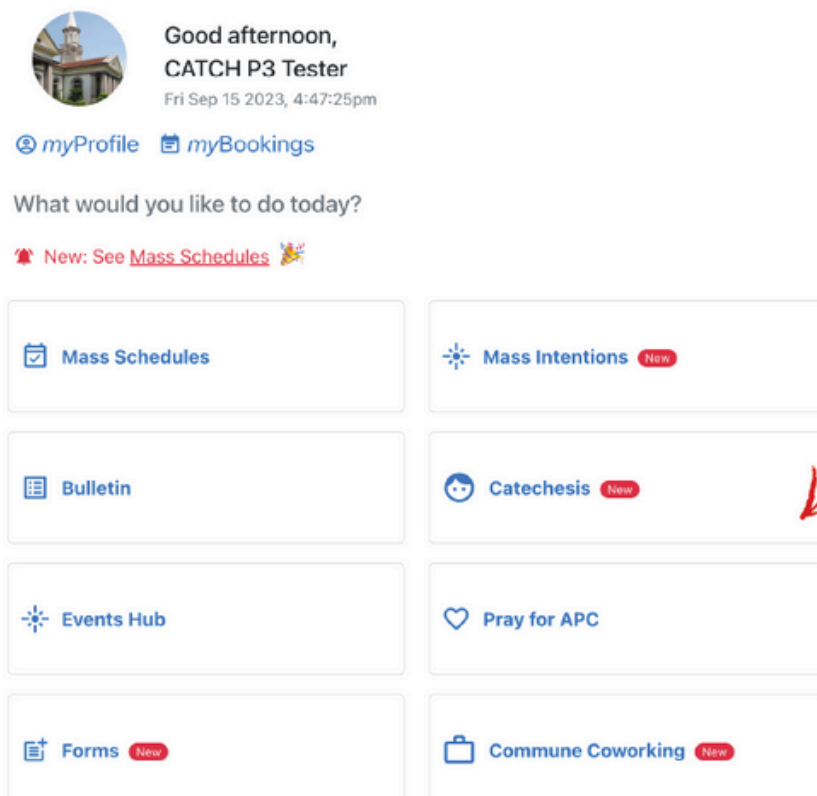 Good afternoon,
CATCH P3 Tester
Fri Sep 15 2023, 4:47:25pm
myProfile myBookings
What would you like to do today?
New: See Mass Schedules
Mass Schedules
Mass Intentions New
Bulletin
Catechesis New
Events Hub
Pray for APC
Forms New
Commune Coworking New